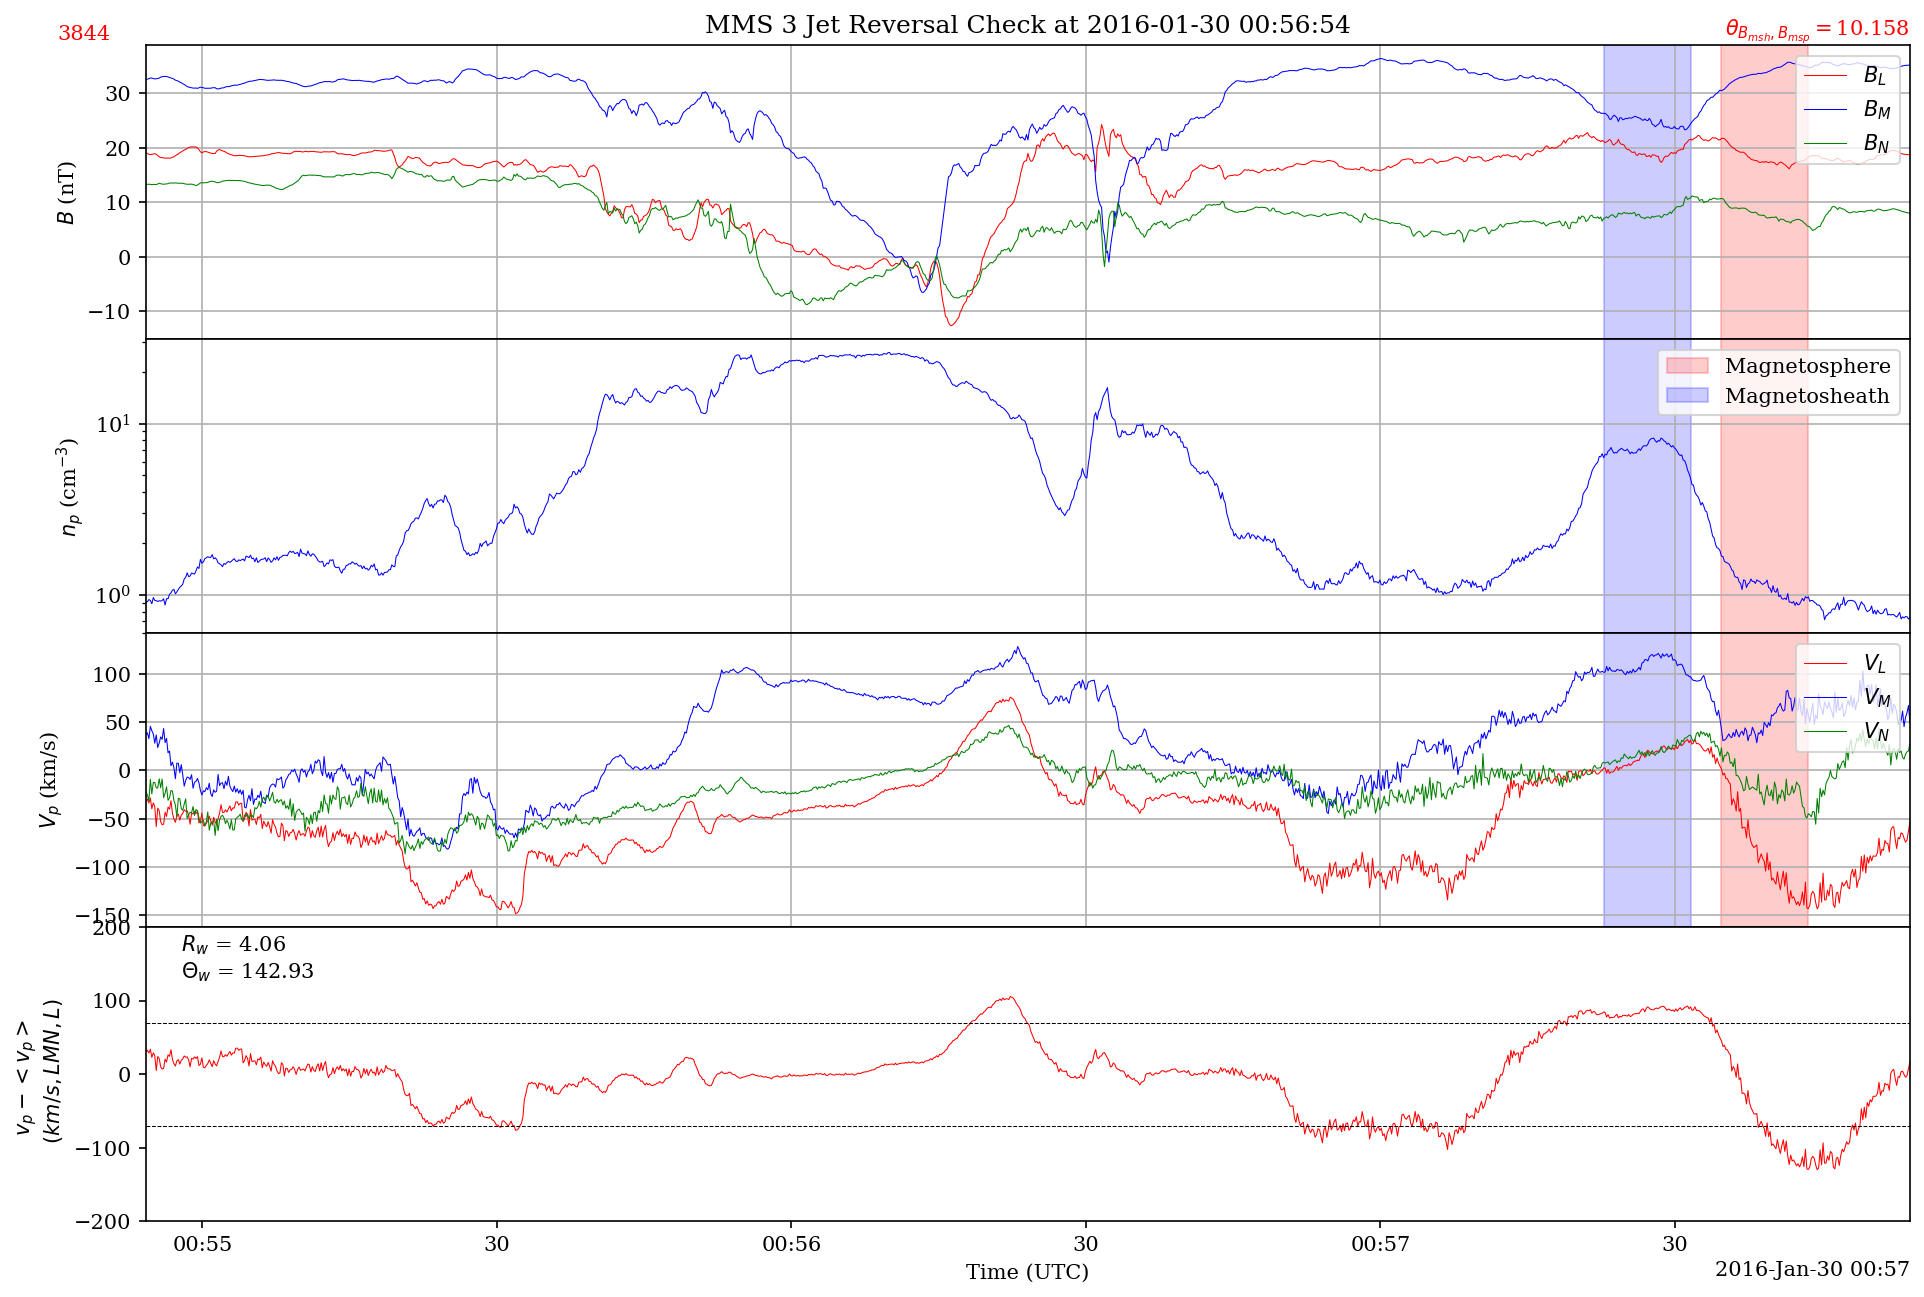 MMS 3 Jet Reversal Check at 2016-01-30 00:56:54
3844
θ_{B_{msh}, B_{msp}} = 10.158
B (nT)
30
20
10
0
−10
B_L
B_M
B_N
n_p (cm^{−3})
10^1
10^0
Magnetosphere
Magnetosheath
V_p (km/s)
100
50
0
−50
−100
−150
V_L
V_M
V_N
v_p − < v_p >
(km/s, LMN, L)
200
100
0
−100
−200
R_w = 4.06
Θ_w = 142.93
00:55
30
00:56
30
00:57
30
Time (UTC)
2016-Jan-30 00:57